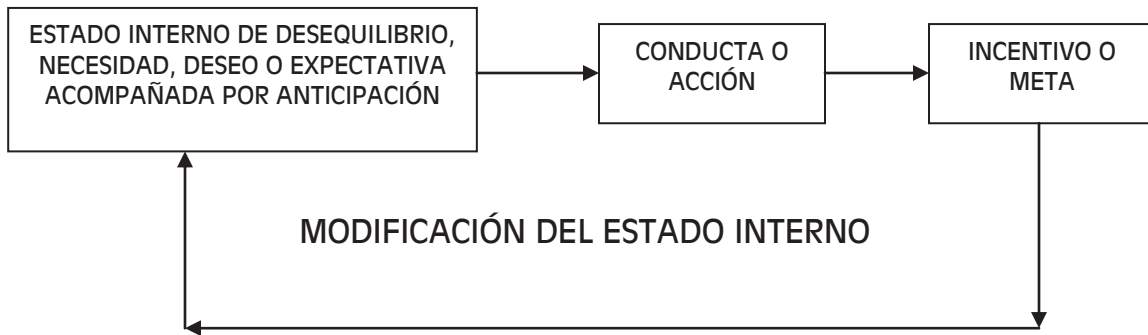 ESTADO INTERNO DE DESEQUILIBRIO,
NECESIDAD, DESEO O EXPECTATIVA
ACOMPAÑADA POR ANTICIPACIÓN
CONDUCTA O
ACCIÓN
INCENTIVO O
META
MODIFICACIÓN DEL ESTADO INTERNO